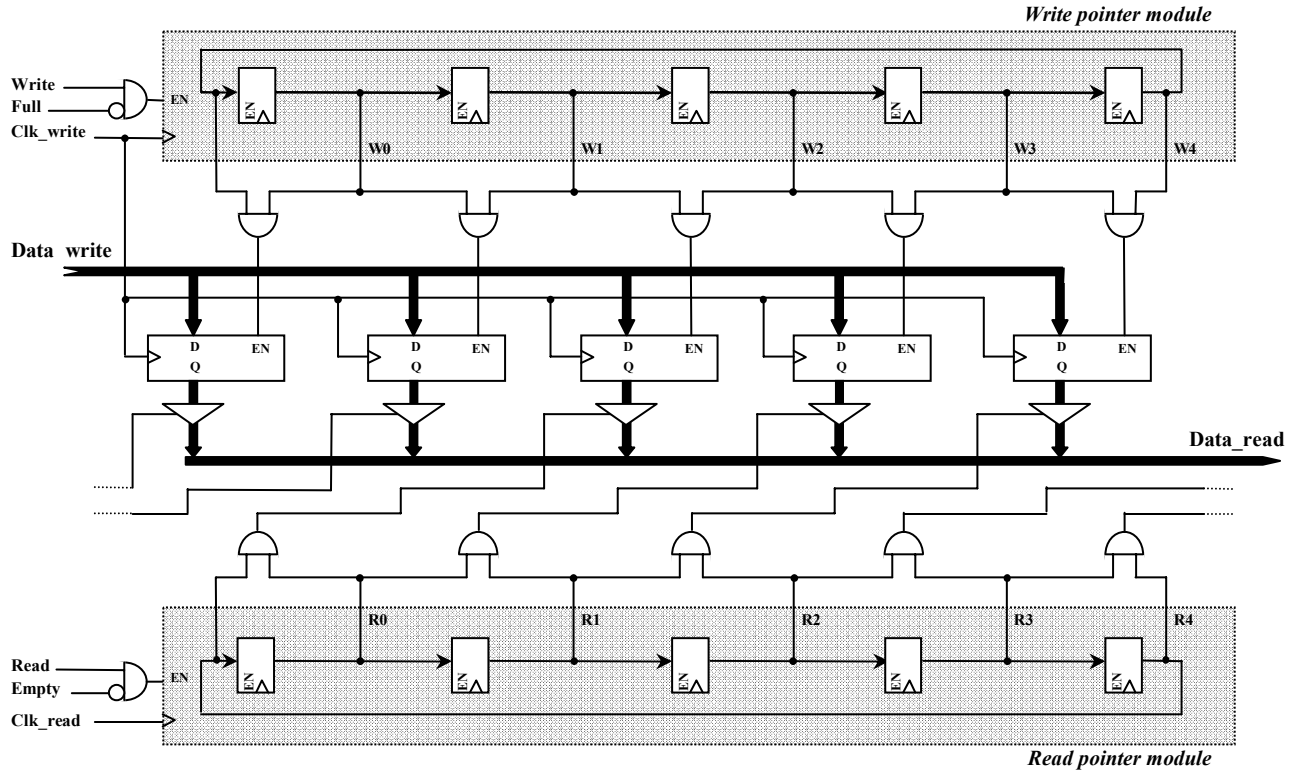 Write pointer module
Write
Full
Clk_write
EN
EN EN EN EN EN
W0 W1 W2 W3 W4
Data write
D EN D EN D EN D EN D EN
Q Q Q Q Q
Data_read
R0 R1 R2 R3 R4
Read
Empty
Clk_read
EN
EN EN EN EN EN
Read pointer module